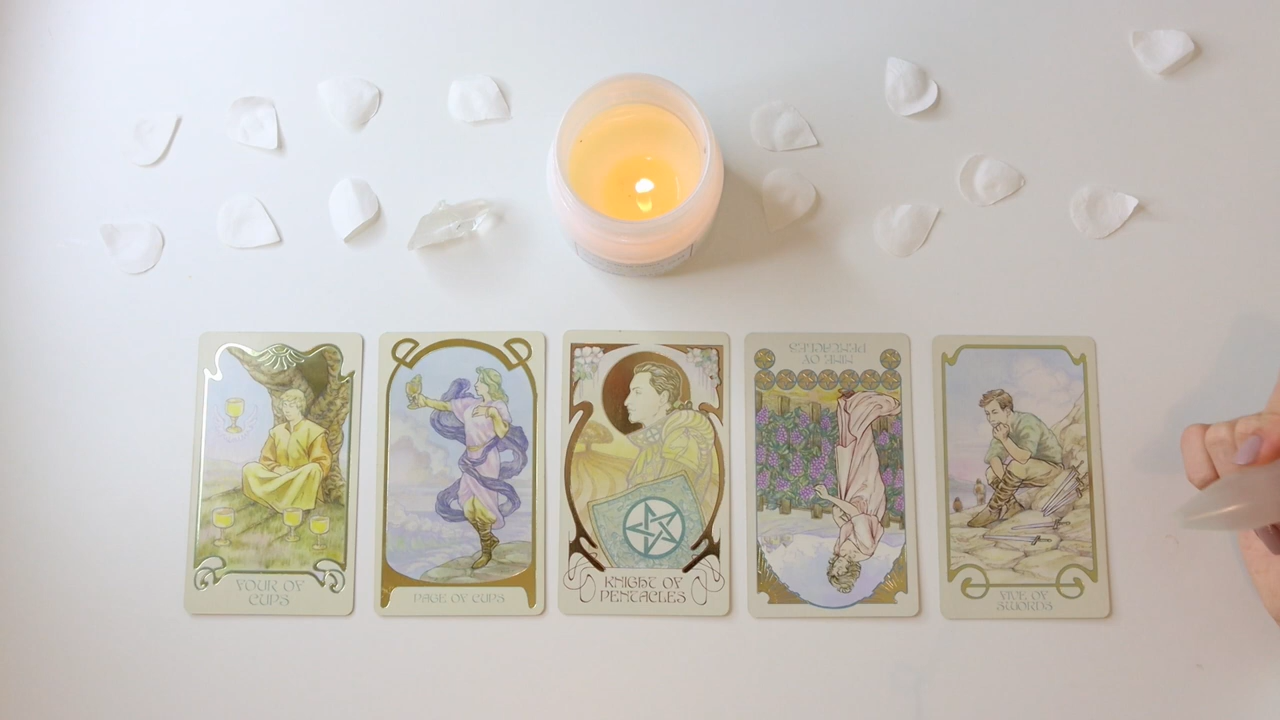 FOUR OF
CUPS
PAGE OF CUPS
KNIGHT OF
PENTACLES
NINE OF
PENTACLES
FIVE OF
SWORDS